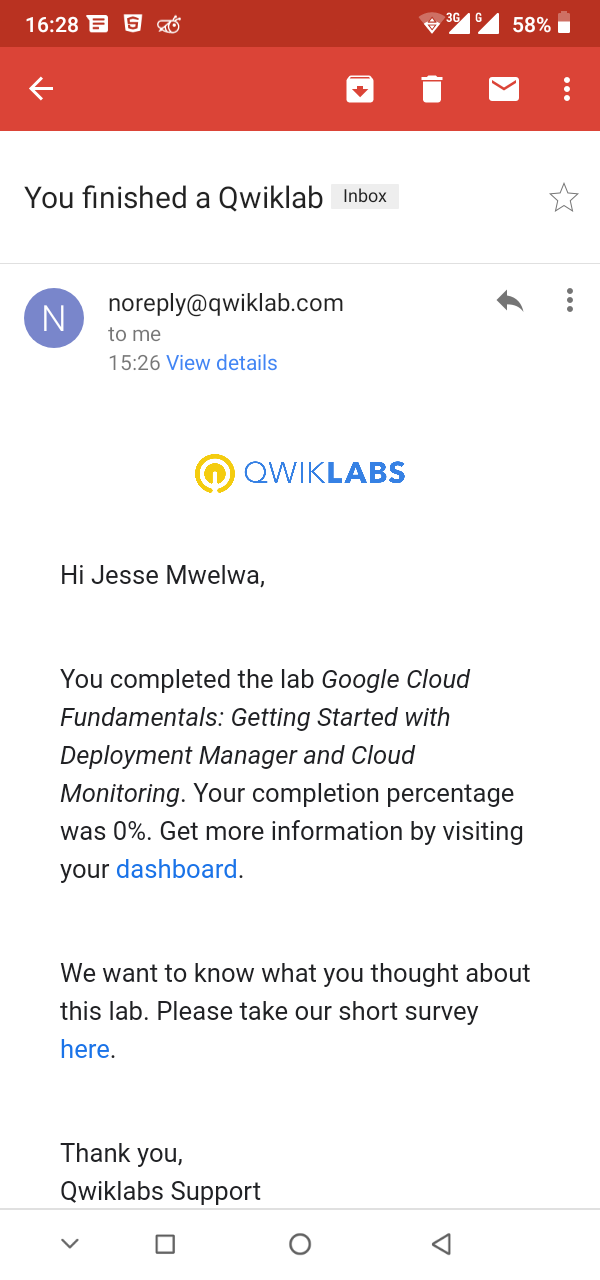 16:28 3G G 58%
You finished a Qwiklab Inbox
N noreply@qwiklab.com
to me
15:26 View details
QWIKLABS
Hi Jesse Mwelwa,
You completed the lab Google Cloud
Fundamentals: Getting Started with
Deployment Manager and Cloud
Monitoring. Your completion percentage
was 0%. Get more information by visiting
your dashboard.
We want to know what you thought about
this lab. Please take our short survey
here.
Thank you,
Qwiklabs Support